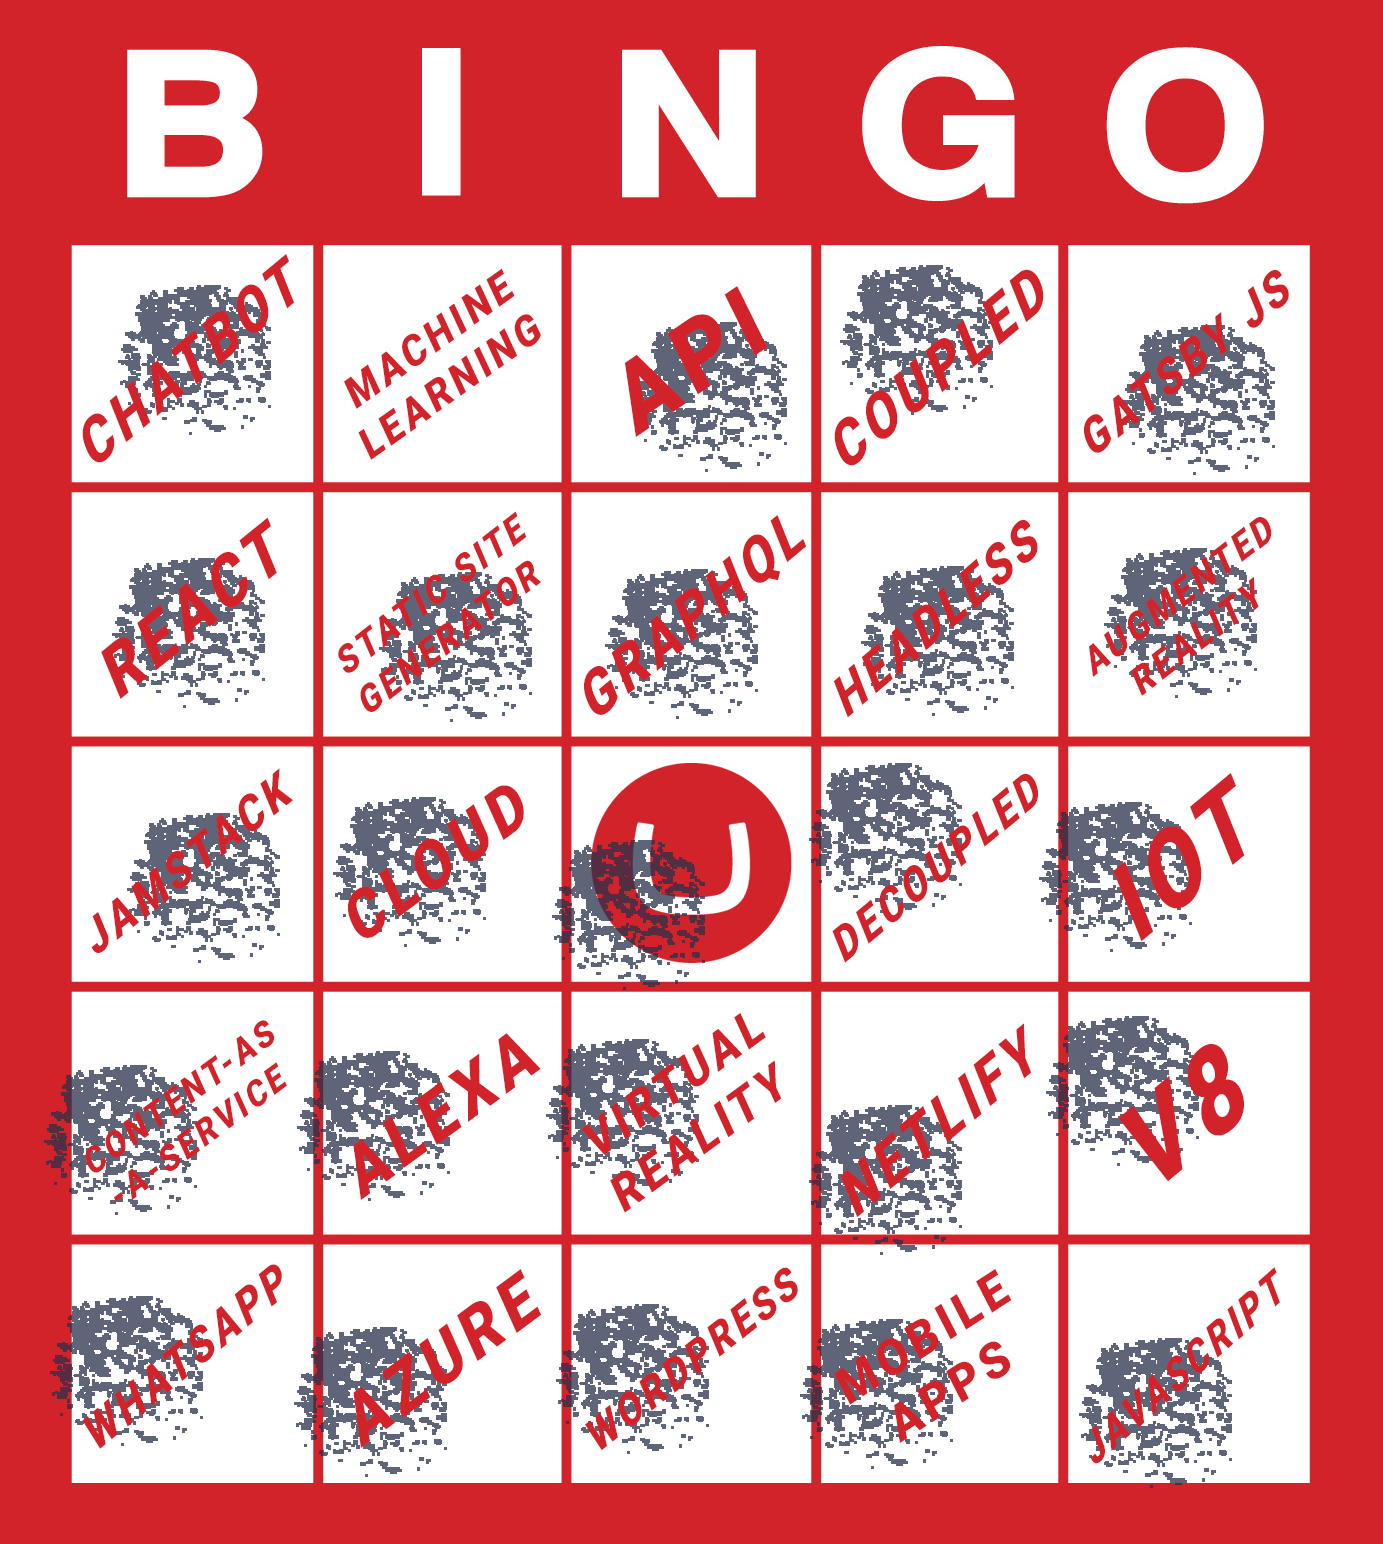 B I N G O
CHATBOT
MACHINE
LEARNING
API
COUPLED
GATSBY JS
REACT
STATIC SITE
GENERATOR
GRAPHQL
HEADLESS
AUGMENTED
REALITY
JAMSTACK
CLOUD
U
DECOUPLED
IOT
CONTENT-AS
-A-SERVICE
ALEXA
VIRTUAL
REALITY
NETLIFY
V8
WHATSAPP
AZURE
WORDPRESS
MOBILE
APPS
JAVASCRIPT